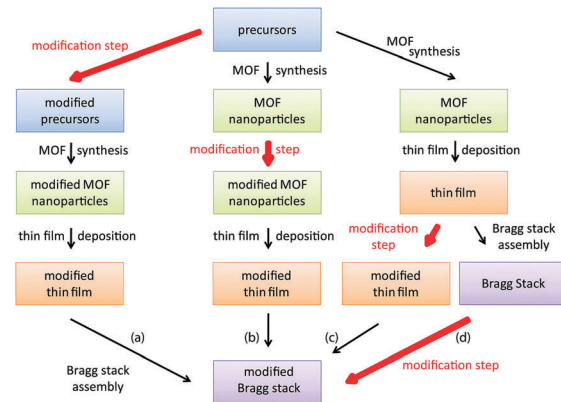 precursors
modification step
MOF synthesis
MOF
synthesis
modified
precursors
MOF
nanoparticles
MOF
nanoparticles
MOF synthesis
modification step
thin film deposition
modified MOF
nanoparticles
modified MOF
nanoparticles
thin film
thin film deposition
thin film deposition
modification
step
Bragg stack
assembly
modified
thin film
modified
thin film
modified
thin film
Bragg Stack
(a)
(b)
(c)
(d)
Bragg stack
assembly
modified
Bragg stack
modification step